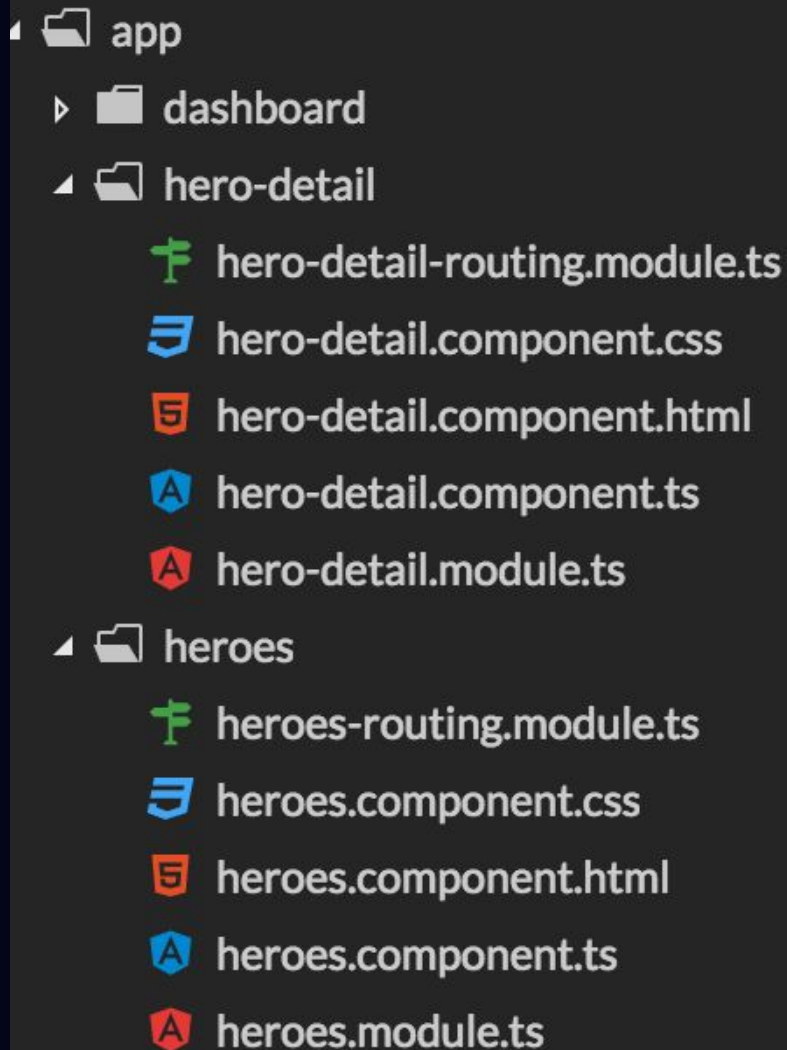 app
dashboard
hero-detail
hero-detail-routing.module.ts
hero-detail.component.css
hero-detail.component.html
hero-detail.component.ts
hero-detail.module.ts
heroes
heroes-routing.module.ts
heroes.component.css
heroes.component.html
heroes.component.ts
heroes.module.ts